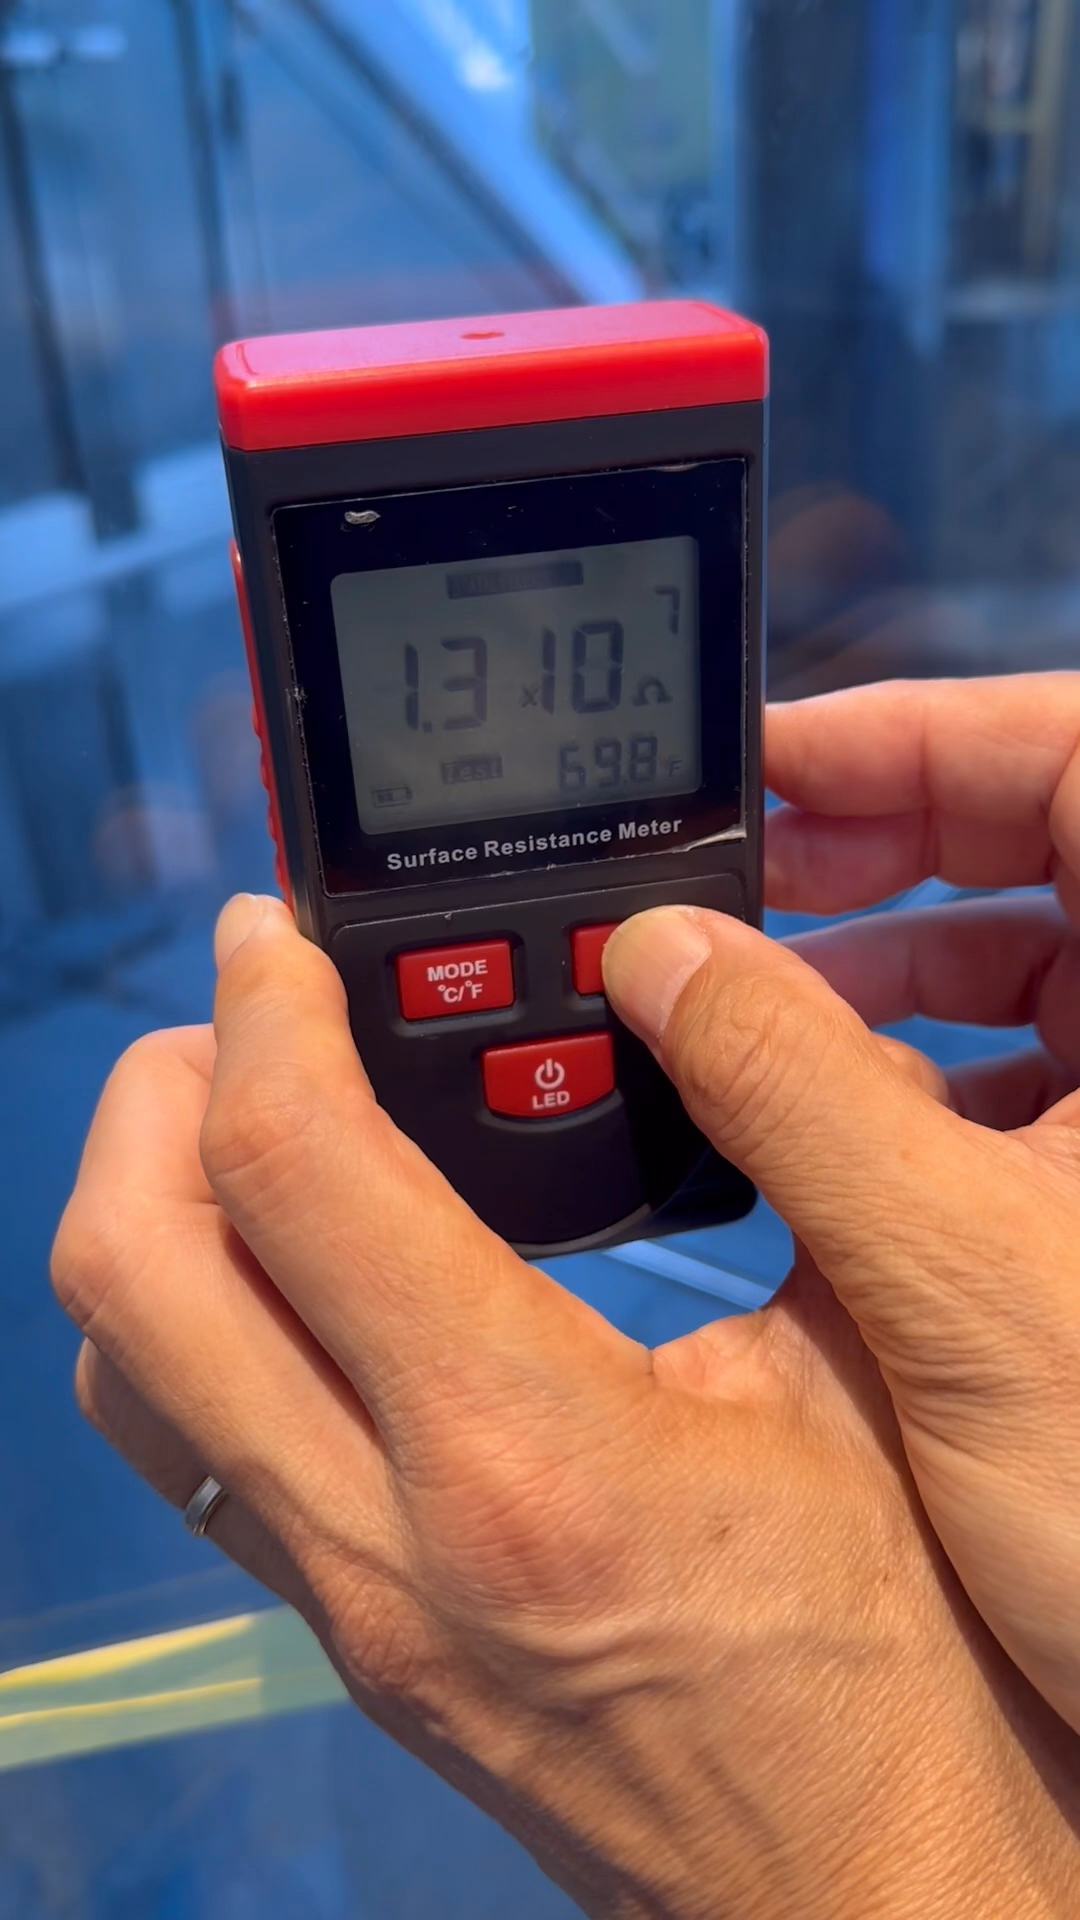 7
1.3 x10 Ω
Test 69.8 F
Surface Resistance Meter
MODE
°C/°F
LED